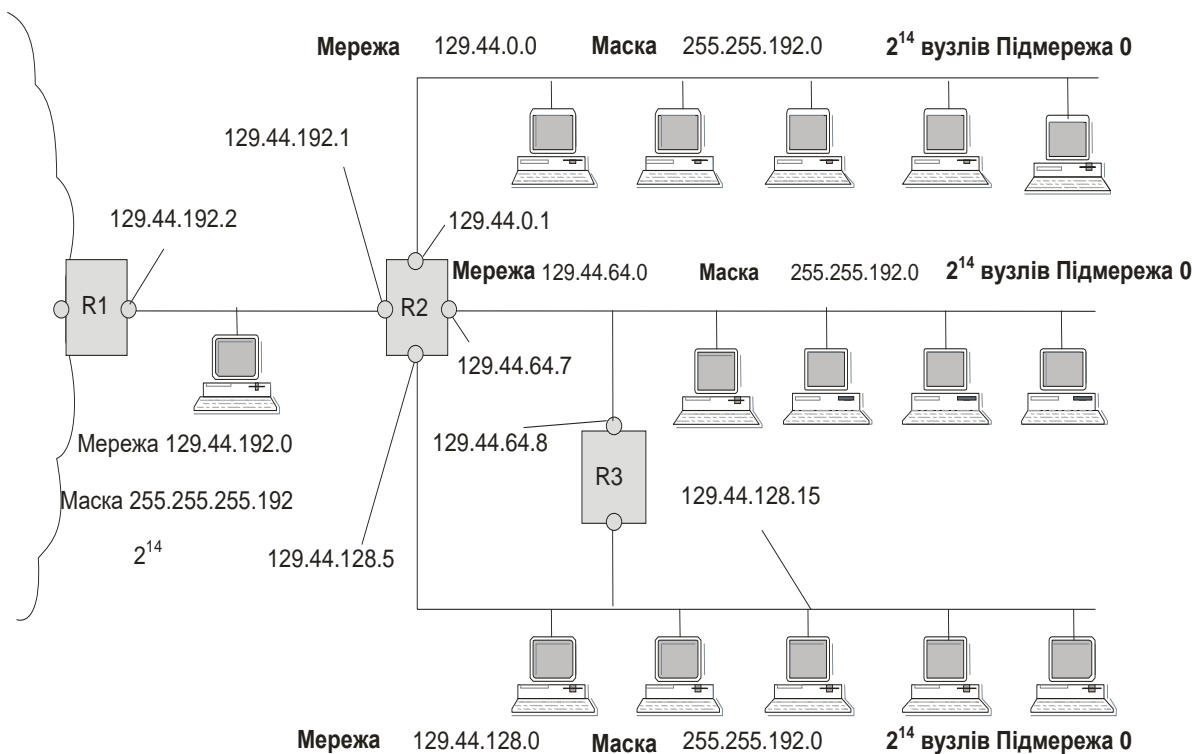 Мережа 129.44.0.0 Маска 255.255.192.0 2^14 вузлів Підмережа 0
129.44.192.1
129.44.192.2
129.44.0.1
Мережа 129.44.64.0 Маска 255.255.192.0 2^14 вузлів Підмережа 0
R1
R2
129.44.64.7
Мережа 129.44.192.0
129.44.64.8
R3
Маска 255.255.255.192
129.44.128.15
2^14
129.44.128.5
Мережа 129.44.128.0 Маска 255.255.192.0 2^14 вузлів Підмережа 0